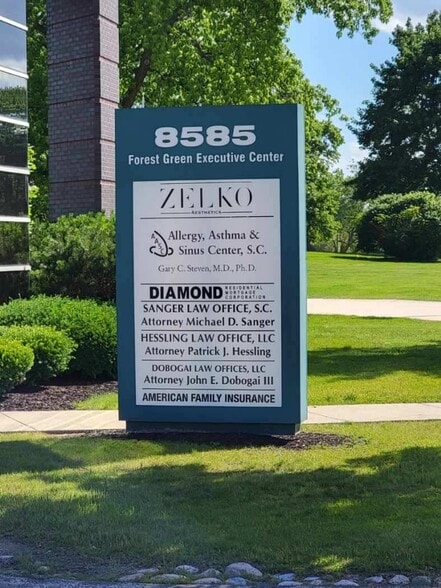 8585
Forest Green Executive Center
ZELKO
AESTHETICS
Allergy, Asthma &
Sinus Center, S.C.
Gary C. Steven, M.D., Ph.D.
DIAMOND RESIDENTIAL
MORTGAGE
CORPORATION
SANGER LAW OFFICE, S.C.
Attorney Michael D. Sanger
HESSLING LAW OFFICE, LLC
Attorney Patrick J. Hessling
DOBOGAI LAW OFFICES, LLC
Attorney John E. Dobogai III
AMERICAN FAMILY INSURANCE